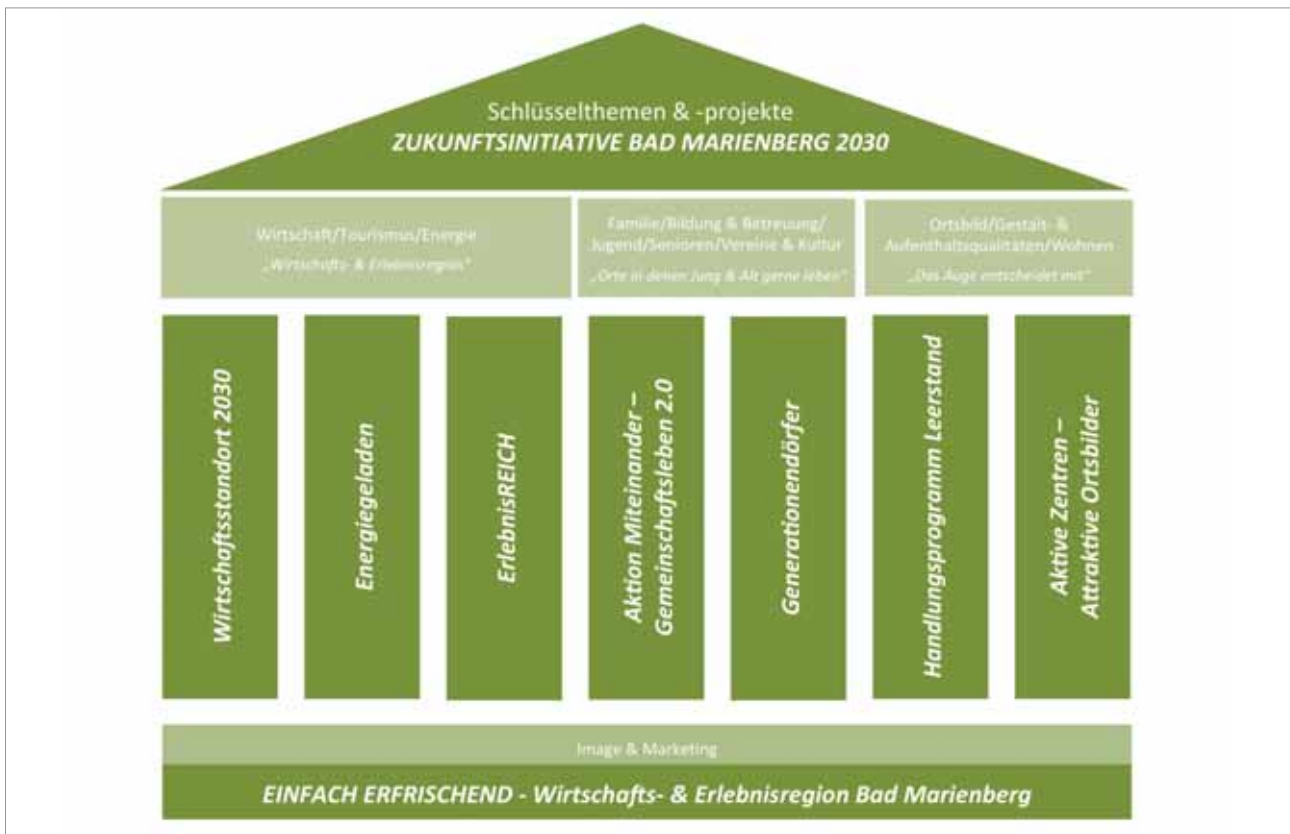 Schlüsselthemen & -projekte
ZUKUNFTSINITIATIVE BAD MARIENBERG 2030
Wirtschaft/Tourismus/Energie
„Wirtschafts- & Erlebnisregion“
Familie/Bildung & Betreuung/
Jugend/Senioren/Vereine & Kultur
„Orte in denen Jung & Alt gerne leben“
Ortsbild/Gestalt- &
Aufenthaltsqualitäten/Wohnen
„Das Auge entscheidet mit“
Wirtschaftsstandort 2030
Energiegeladen
ErlebnisREICH
Aktion Miteinander –
Gemeinschaftsleben 2.0
Generationendörfer
Handlungsprogramm Leerstand
Aktive Zentren –
Attraktive Ortsbilder
Image & Marketing
EINFACH ERFRISCHEND - Wirtschafts- & Erlebnisregion Bad Marienberg